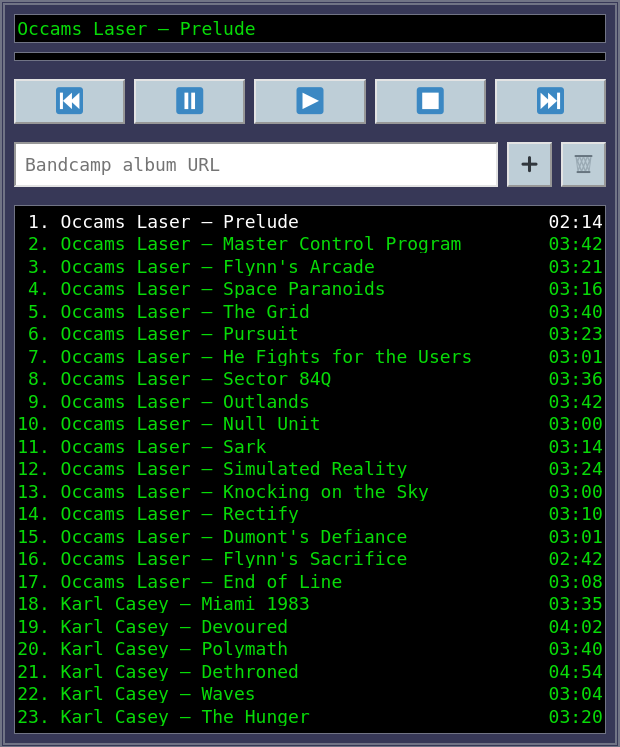 Occams Laser – Prelude
Bandcamp album URL
1. Occams Laser – Prelude 02:14
2. Occams Laser – Master Control Program 03:42
3. Occams Laser – Flynn's Arcade 03:21
4. Occams Laser – Space Paranoids 03:16
5. Occams Laser – The Grid 03:40
6. Occams Laser – Pursuit 03:23
7. Occams Laser – He Fights for the Users 03:01
8. Occams Laser – Sector 84Q 03:36
9. Occams Laser – Outlands 03:42
10. Occams Laser – Null Unit 03:00
11. Occams Laser – Sark 03:14
12. Occams Laser – Simulated Reality 03:24
13. Occams Laser – Knocking on the Sky 03:00
14. Occams Laser – Rectify 03:10
15. Occams Laser – Dumont's Defiance 03:01
16. Occams Laser – Flynn's Sacrifice 02:42
17. Occams Laser – End of Line 03:08
18. Karl Casey – Miami 1983 03:35
19. Karl Casey – Devoured 04:02
20. Karl Casey – Polymath 03:40
21. Karl Casey – Dethroned 04:54
22. Karl Casey – Waves 03:04
23. Karl Casey – The Hunger 03:20